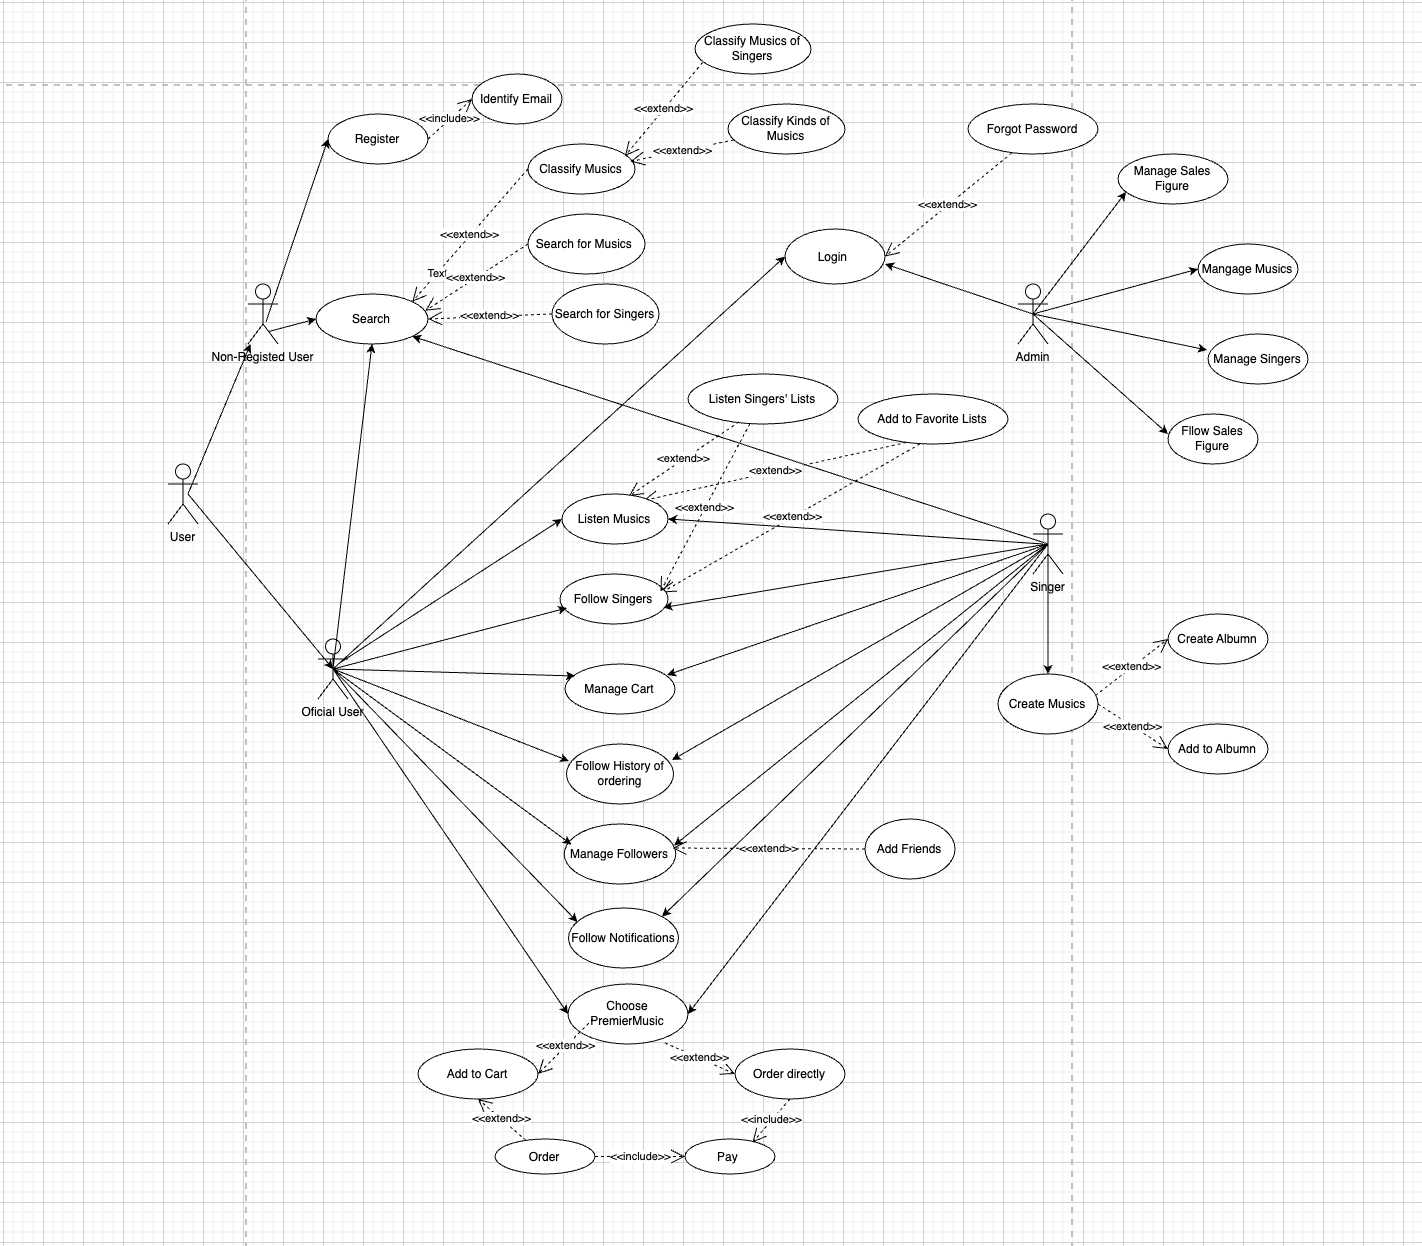 Classify Musics of
Singers
Identify Email
<<include>>
<<extend>>
Register
Classify Kinds of
Musics
Forgot Password
<<extend>>
Classify Musics
Manage Sales
Figure
<<extend>>
<<extend>>
Search for Musics
Login
Text
<<extend>>
Mangage Musics
Search
<<extend>>
Search for Singers
Non-Registed User
Admin
Manage Singers
Listen Singers' Lists
Add to Favorite Lists
Fllow Sales
Figure
<extend>>
<extend>>
User
<<extend>>
<<extend>>
Listen Musics
Follow Singers
Singer
Create Albumn
<<extend>>
Manage Cart
Oficial User
Create Musics
<<extend>>
Add to Albumn
Follow History of
ordering
Manage Followers
<<extend>>
Add Friends
Follow Notifications
Choose
PremierMusic
<<extend>>
<<extend>>
Add to Cart
Order directly
<<extend>>
<<include>>
Order
<<include>>
Pay